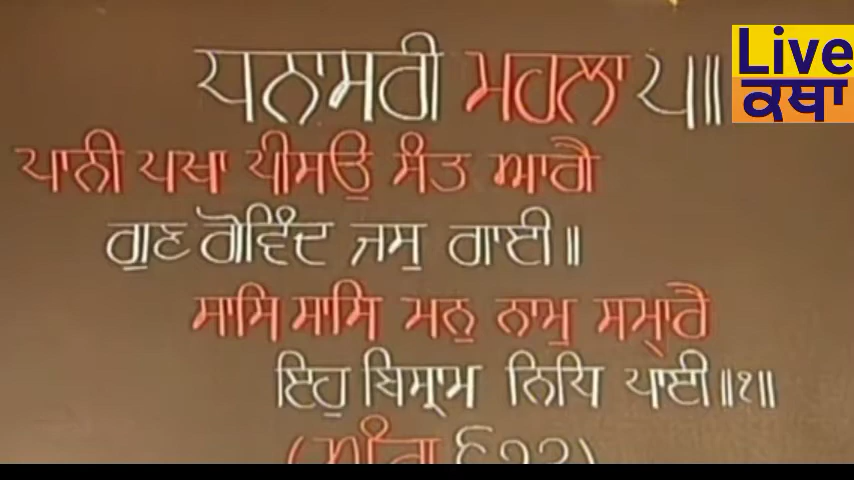 Live
ਕਥਾ
ਧਨਾਸਰੀ ਮਹਲਾ ੫॥
ਪਾਨੀ ਪਖਾ ਪੀਸਉ ਸੰਤ ਆਗੈ
ਗੁਣ ਗੋਵਿੰਦ ਜਸੁ ਗਾਈ॥
ਸਾਸਿ ਸਾਸਿ ਮਨੁ ਨਾਮੁ ਸਮ੍ਹਾਰੈ
ਇਹੁ ਬਿਸ੍ਰਾਮ ਨਿਧਿ ਪਾਈ॥੧॥
(ਅੰਗ